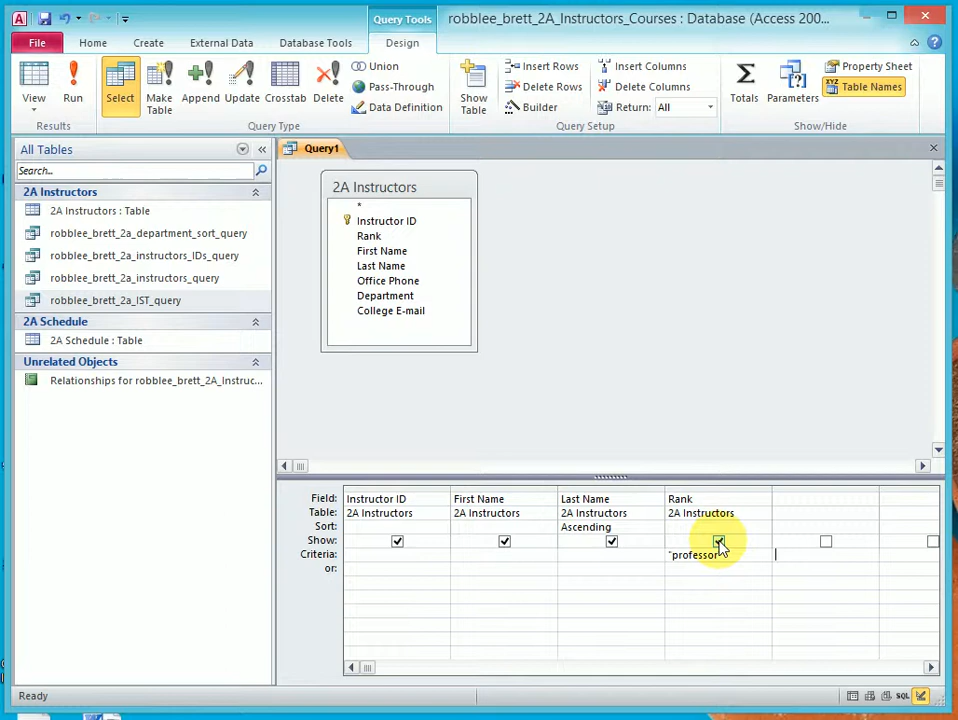 Query Tools
robblee_brett_2A_Instructors_Courses : Database (Access 200...
File Home Create External Data Database Tools Design
View Run Select Make Table Append Update Crosstab Delete
Union
Pass-Through
Data Definition
Show Table
Insert Rows
Delete Rows
Builder
Insert Columns
Delete Columns
Return: All
Totals Parameters
Property Sheet
Table Names
Results Query Type Query Setup Show/Hide
All Tables
Search...
2A Instructors
2A Instructors : Table
robblee_brett_2a_department_sort_query
robblee_brett_2a_instructors_IDs_query
robblee_brett_2a_instructors_query
robblee_brett_2a_IST_query
2A Schedule
2A Schedule : Table
Unrelated Objects
Relationships for robblee_brett_2A_Instruc...
Query1
2A Instructors
*
Instructor ID
Rank
First Name
Last Name
Office Phone
Department
College E-mail
Field: Instructor ID First Name Last Name Rank
Table: 2A Instructors 2A Instructors 2A Instructors 2A Instructors
Sort: Ascending
Show:
Criteria: "professor"
or:
Ready
SQL